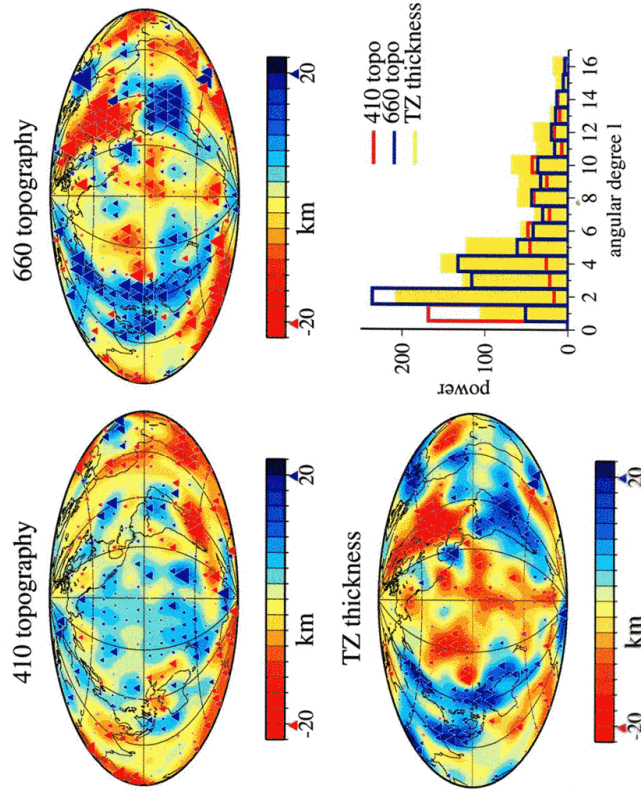 410 topography
660 topography
-20
km
20
-20
km
20
TZ thickness
-20
km
20
410 topo
660 topo
TZ thickness
200
100
0
power
0 2 4 6 8 10 12 14 16
angular degree l